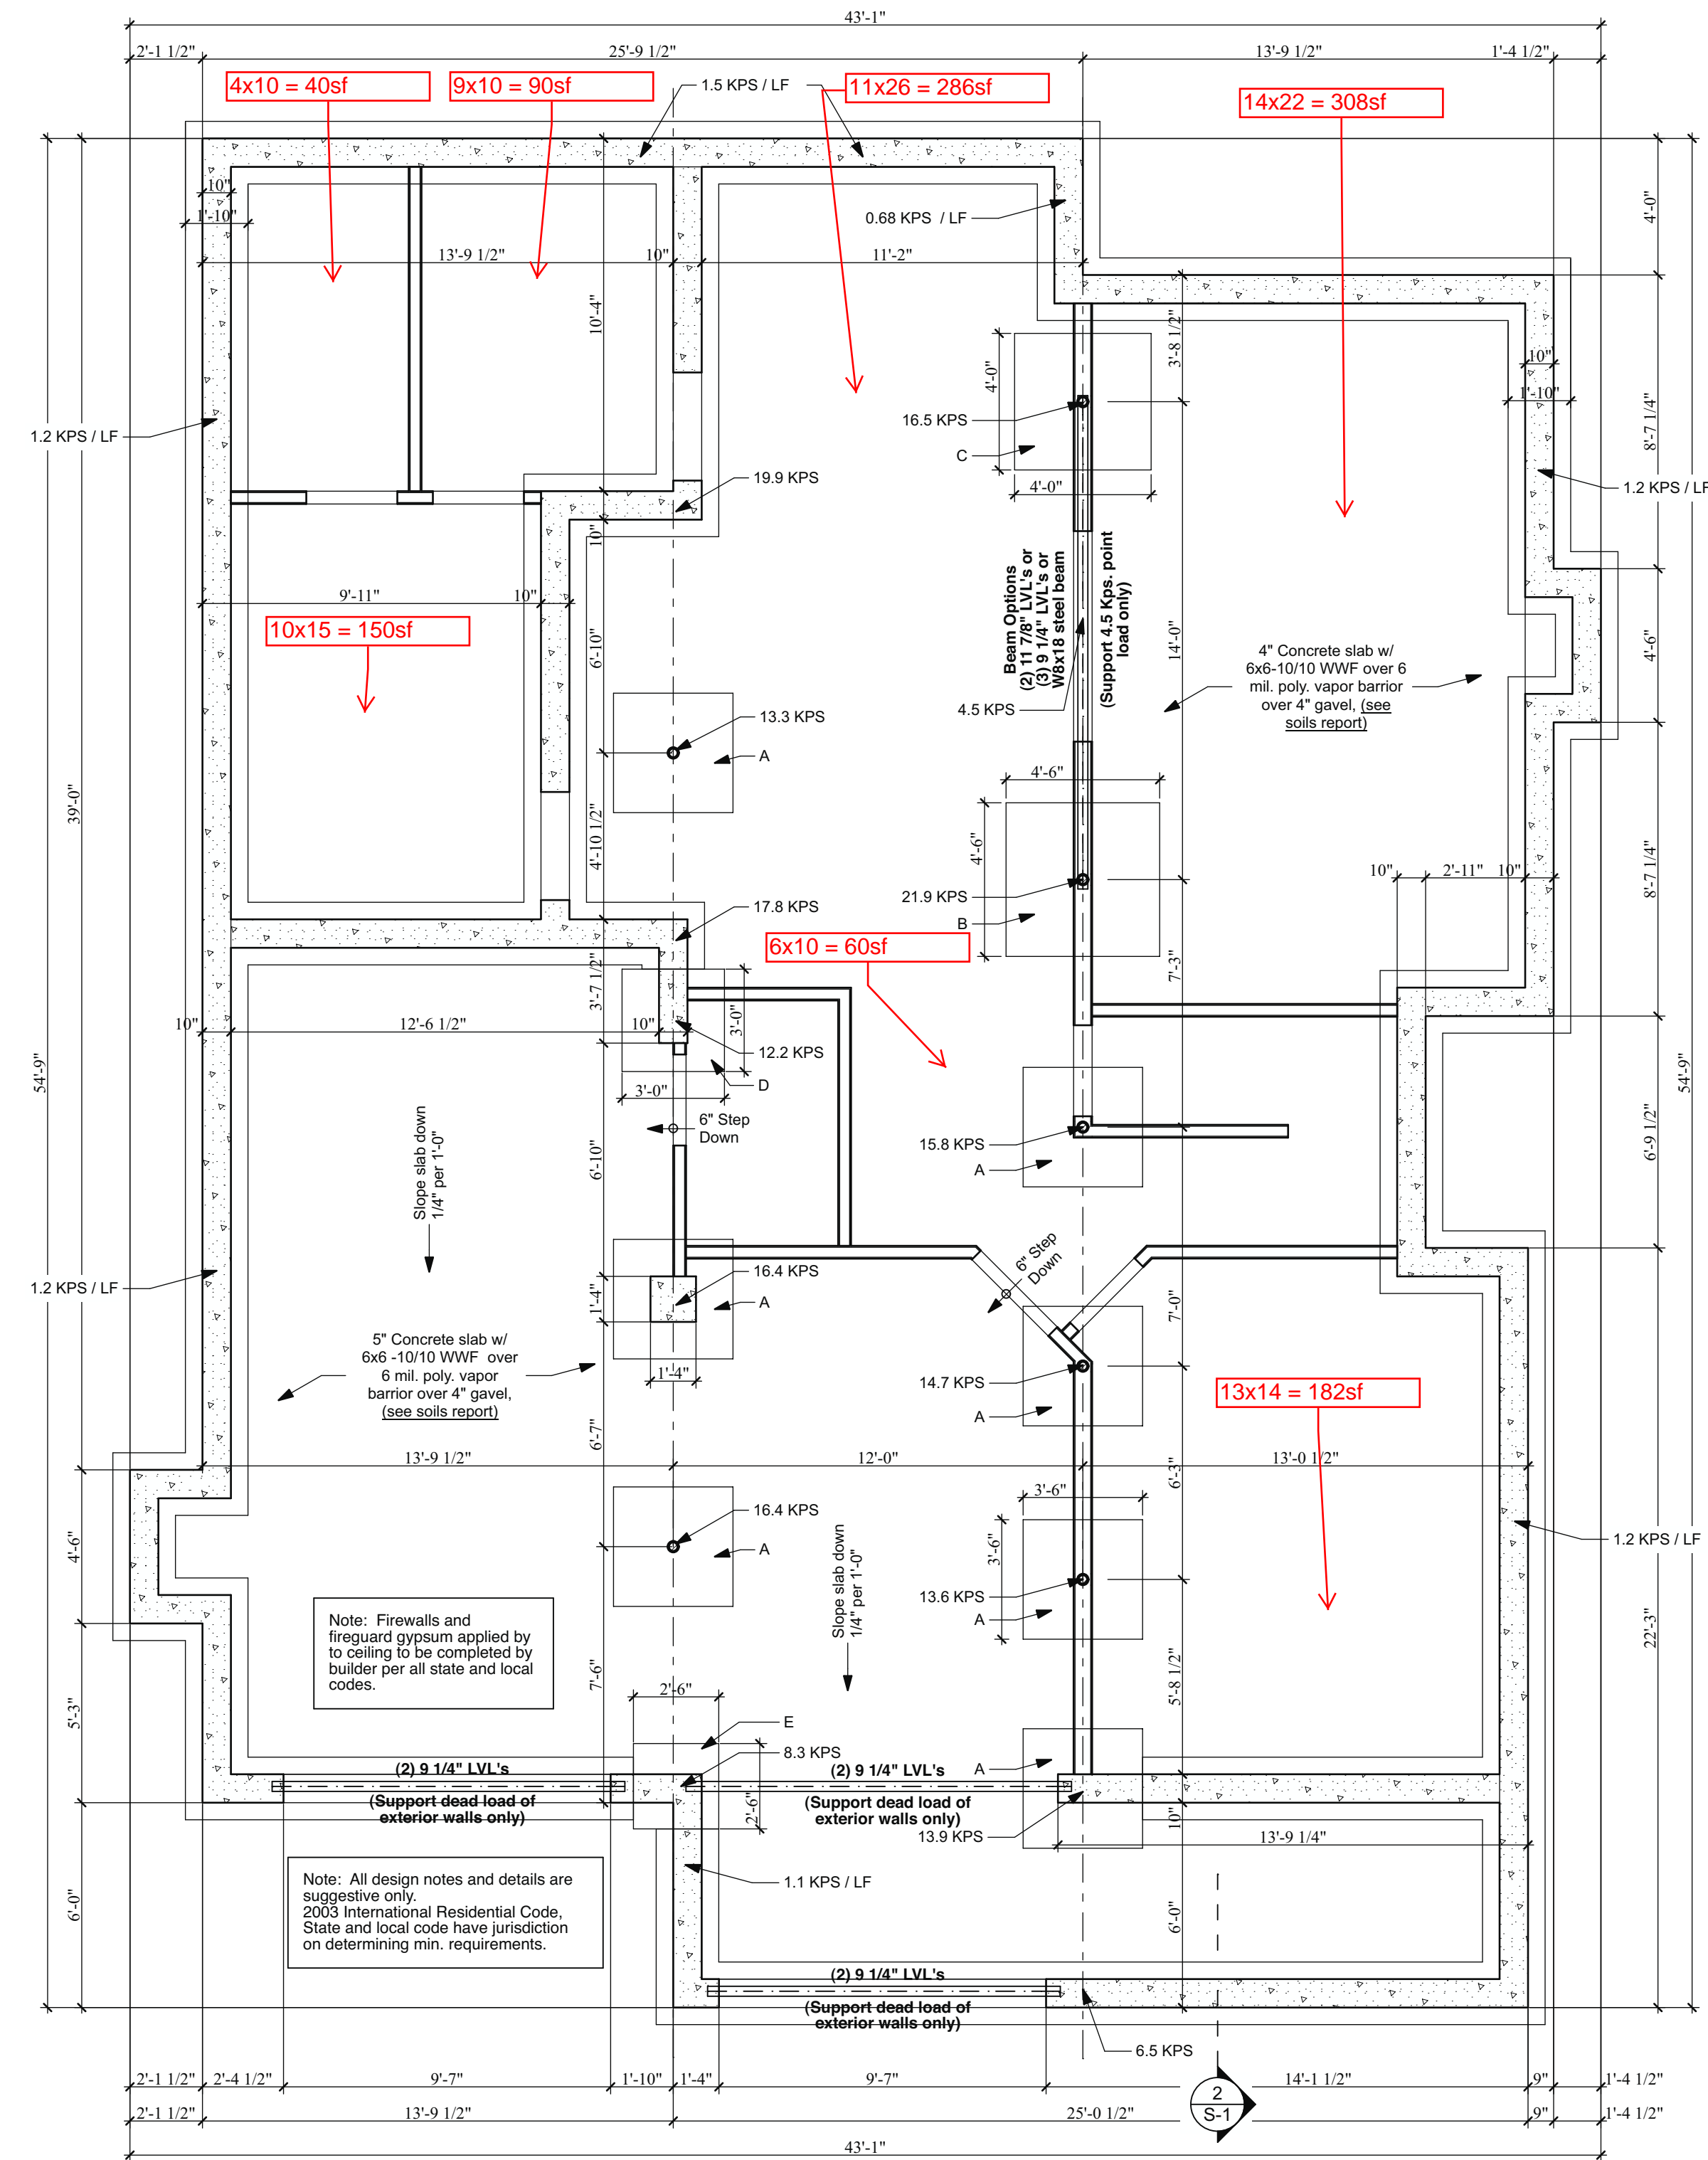 43'-1"
2'-1 1/2"
25'-9 1/2"
13'-9 1/2"
1'-4 1/2"
4x10 = 40sf
9x10 = 90sf
1.5 KPS / LF
11x26 = 286sf
14x22 = 308sf
10"
1'-10"
0.68 KPS / LF
4'-0"
13'-9 1/2"
10"
11'-2"
10'-4"
3'-8 1/2"
4'-0"
10"
1'-10"
8'-7 1/4"
16.5 KPS
1.2 KPS / LF
C
4'-0"
19.9 KPS
1.2 KPS / LF
10"
Beam Options
(2) 11 7/8" LVL's or
(3) 9 1/4" LVL's or
W8x18 steel beam
(Support 4.5 Kps. point
load only)
9'-11"
10"
10x15 = 150sf
6'-10"
14'-0"
4'-6"
4" Concrete slab w/
6x6-10/10 WWF over 6
mil. poly. vapor barrier
over 4" gavel, (see
soils report)
4.5 KPS
13.3 KPS
A
39'-0"
4'-6"
4'-10 1/2"
4'-6"
10"
2'-11"
10"
8'-7 1/4"
21.9 KPS
17.8 KPS
B
6x10 = 60sf
3'-7 1/2"
7'-3"
10"
12'-6 1/2"
10"
3'-0"
12.2 KPS
54'-9"
54'-9"
D
3'-0"
6" Step
Down
Slope slab down
1/4" per 1'-0"
6'-10"
15.8 KPS
A
6'-9 1/2"
6" Step
Down
16.4 KPS
1.2 KPS / LF
1'-4"
A
7'-0"
5" Concrete slab w/
6x6 -10/10 WWF over
6 mil. poly. vapor
barrior over 4" gavel,
(see soils report)
1'-4"
14.7 KPS
13x14 = 182sf
A
6'-7"
13'-9 1/2"
12'-0"
13'-0 1/2"
6'-3"
3'-6"
16.4 KPS
A
4'-6"
3'-6"
1.2 KPS / LF
Slope slab down
1/4" per 1'-0"
13.6 KPS
A
22'-3"
Note: Firewalls and
fireguard gypsum applied by
to ceiling to be completed by
builder per all state and local
codes.
7'-6"
5'-8 1/2"
2'-6"
5'-3"
E
8.3 KPS
(2) 9 1/4" LVL's
(2) 9 1/4" LVL's
A
(Support dead load of
exterior walls only)
2'-6"
(Support dead load of
exterior walls only)
10"
13.9 KPS
13'-9 1/4"
Note: All design notes and details are
suggestive only.
2003 International Residential Code,
State and local code have jurisdiction
on determining min. requirements.
1.1 KPS / LF
6'-0"
6'-0"
(2) 9 1/4" LVL's
(Support dead load of
exterior walls only)
6.5 KPS
2'-1 1/2"
2'-4 1/2"
9'-7"
1'-10"
1'-4"
9'-7"
14'-1 1/2"
9"
1'-4 1/2"
2
S-1
2'-1 1/2"
13'-9 1/2"
25'-0 1/2"
9"
1'-4 1/2"
43'-1"